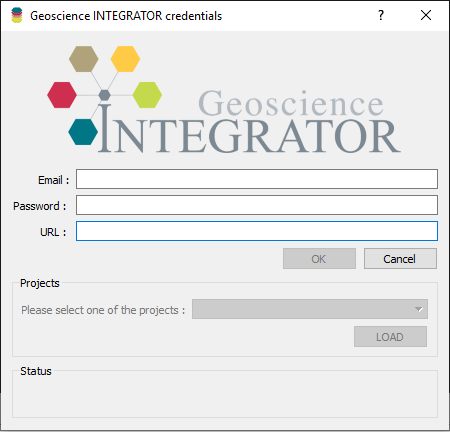 Geoscience INTEGRATOR credentials
?
Geoscience
INTEGRATOR
Email :
Password :
URL :
OK Cancel
Projects
Please select one of the projects :
LOAD
Status